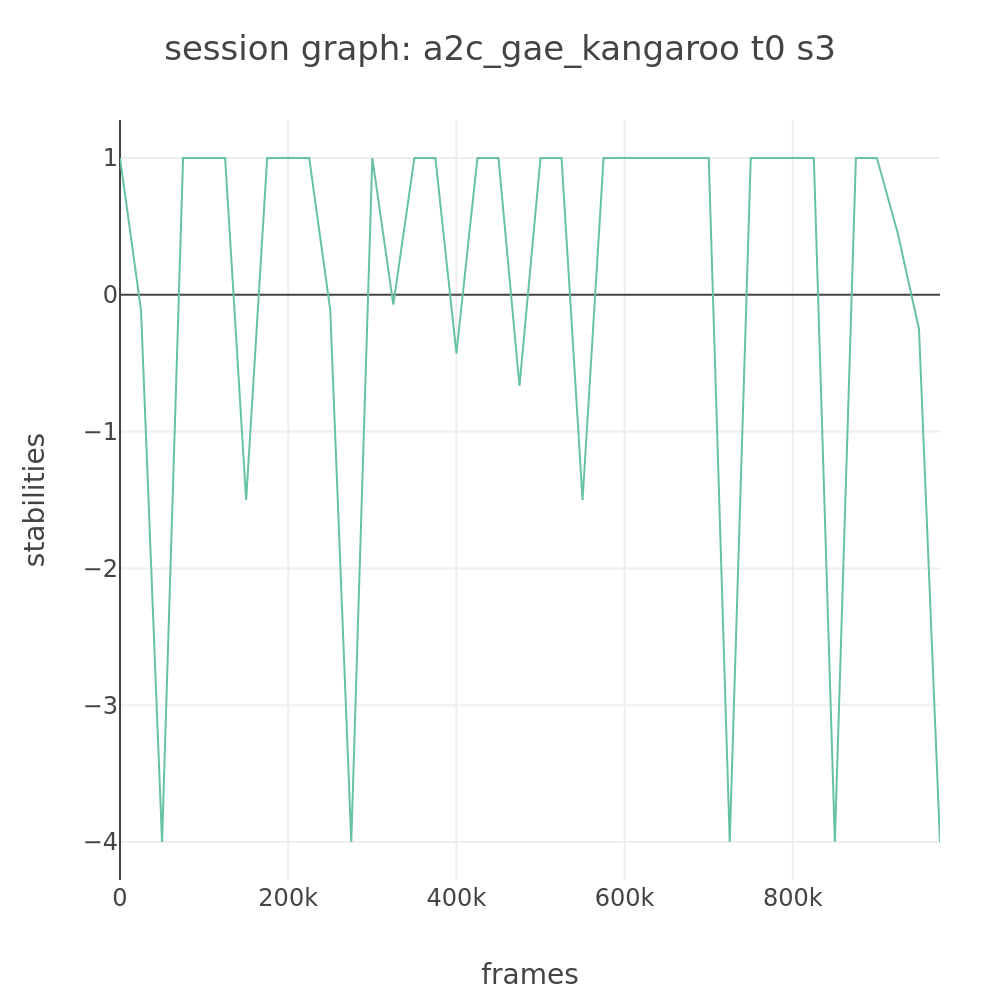 session graph: a2c_gae_kangaroo t0 s3
1
0
−1
−2
−3
−4
stabilities
0 200k 400k 600k 800k
frames